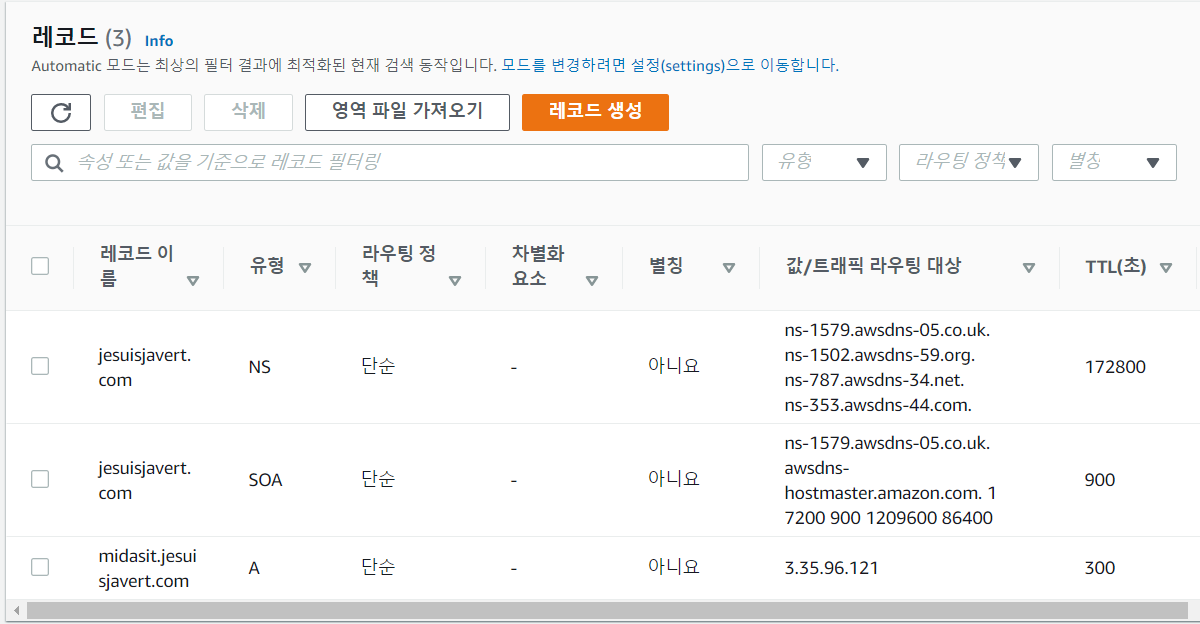 레코드 (3) Info
Automatic 모드는 최상의 필터 결과에 최적화된 현재 검색 동작입니다. 모드를 변경하려면 설정(settings)으로 이동합니다.
편집 삭제 영역 파일 가져오기 레코드 생성
속성 또는 값을 기준으로 레코드 필터링 유형 라우팅 정책 별칭
레코드 이
름
유형
라우팅 정
책
차별화
요소
별칭
값/트래픽 라우팅 대상
TTL(초)
jesuisjavert.
com
NS
단순
-
아니요
ns-1579.awsdns-05.co.uk.
ns-1502.awsdns-59.org.
ns-787.awsdns-34.net.
ns-353.awsdns-44.com.
172800
jesuisjavert.
com
SOA
단순
-
아니요
ns-1579.awsdns-05.co.uk.
awsdns-
hostmaster.amazon.com. 1
7200 900 1209600 86400
900
midasit.jesui
sjavert.com
A
단순
-
아니요
3.35.96.121
300